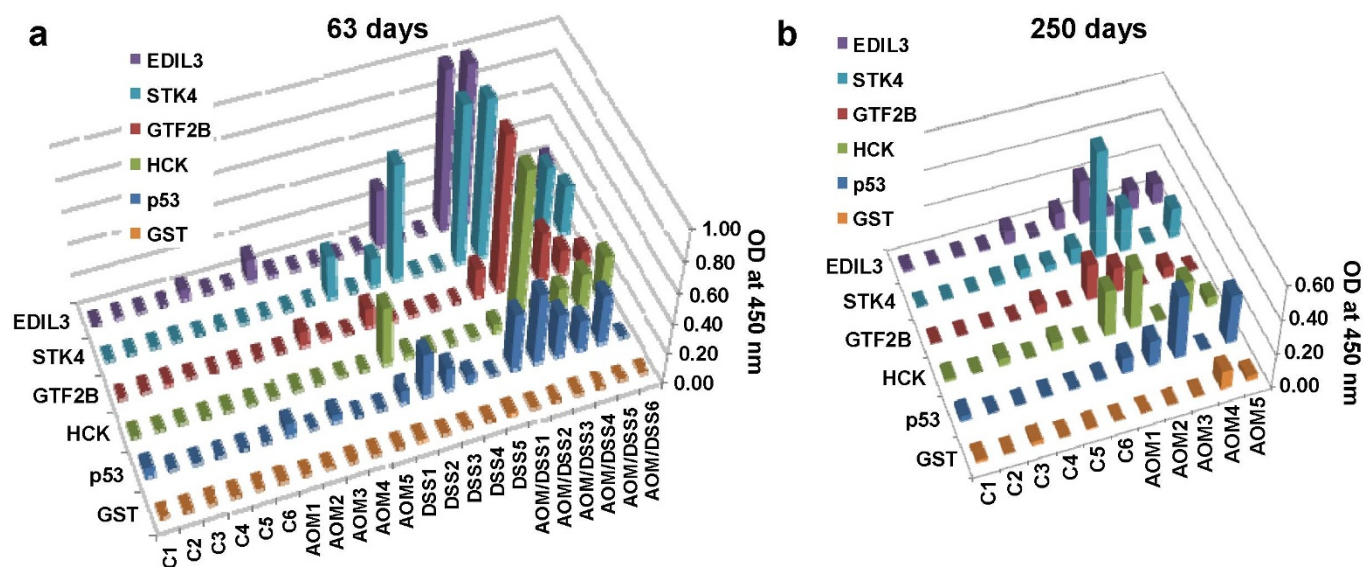 a
63 days
EDIL3
STK4
GTF2B
HCK
p53
GST
EDIL3
STK4
GTF2B
HCK
p53
GST
C1
C2
C3
C4
C5
C6
AOM1
AOM2
AOM3
AOM4
AOM5
DSS1
DSS2
DSS3
DSS4
DSS5
AOM/DSS1
AOM/DSS2
AOM/DSS3
AOM/DSS4
AOM/DSS5
AOM/DSS6
1.00
0.80
0.60
0.40
0.20
0.00
OD at 450 nm
b
250 days
EDIL3
STK4
GTF2B
HCK
p53
GST
EDIL3
STK4
GTF2B
HCK
p53
GST
C1
C2
C3
C4
C5
C6
AOM1
AOM2
AOM3
AOM4
AOM5
0.60
0.40
0.20
0.00
OD at 450 nm